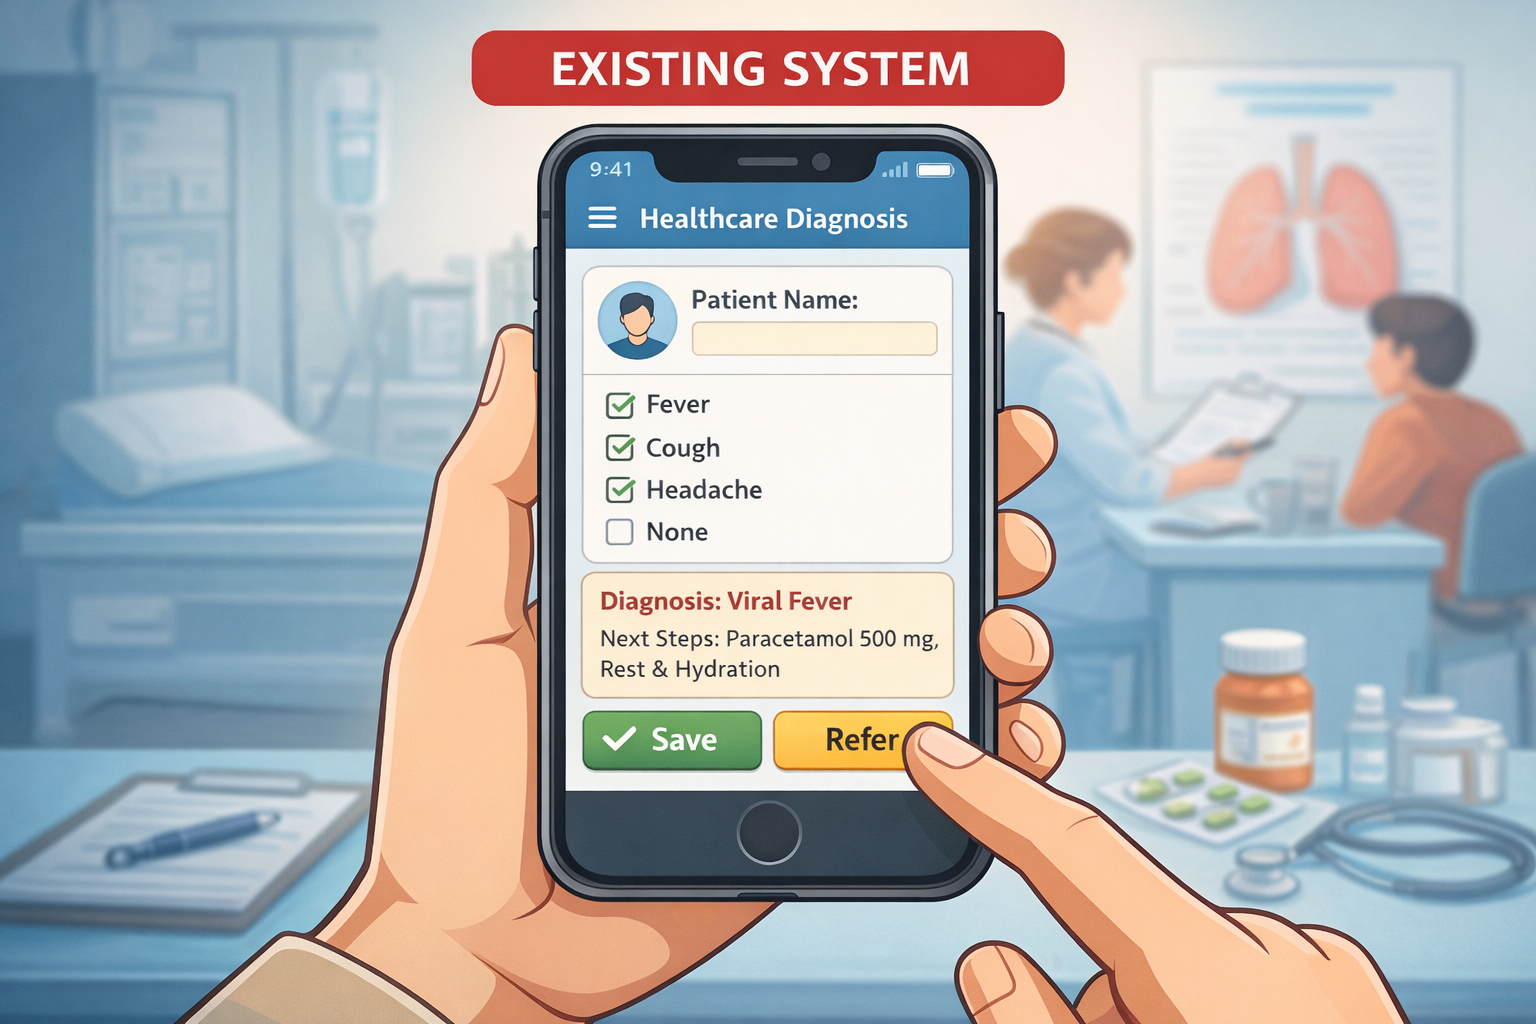 EXISTING SYSTEM
9:41
Healthcare Diagnosis
Patient Name:
Fever
Cough
Headache
None
Diagnosis: Viral Fever
Next Steps: Paracetamol 500 mg,
Rest & Hydration
Save
Refer